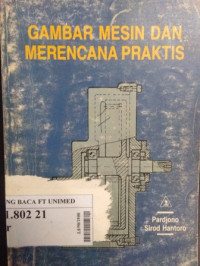 GAMBAR MESIN DAN
MERENCANA PRAKTIS
NG BACA FT UNIMED
1.802 21
r
Pardjono
Sirod Hantoro